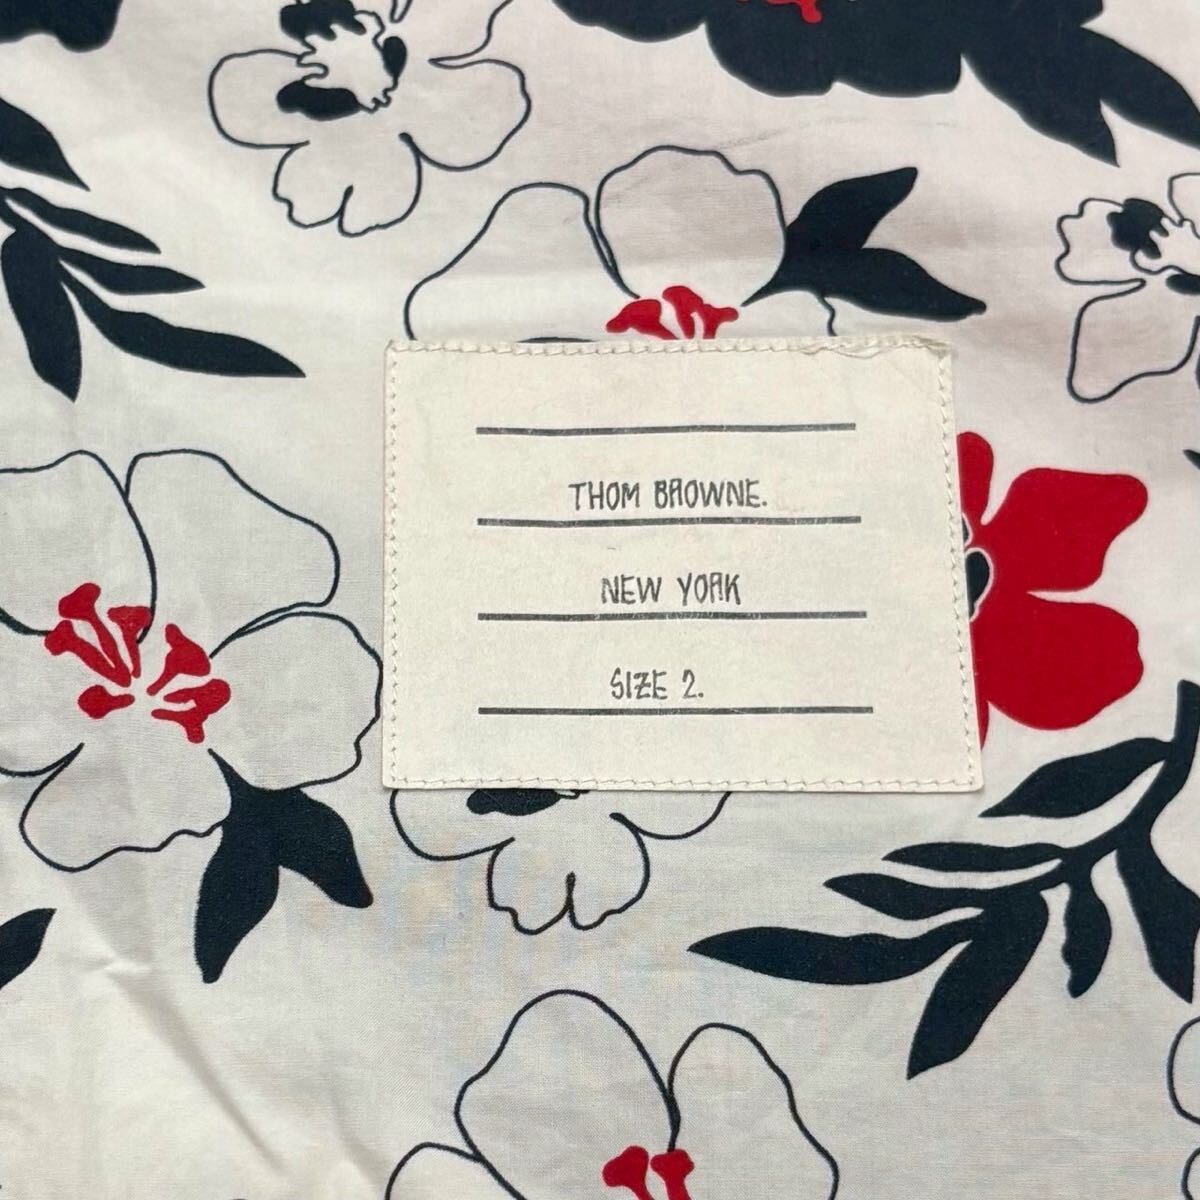 THOM BROWNE.
NEW YORK
SIZE 2.